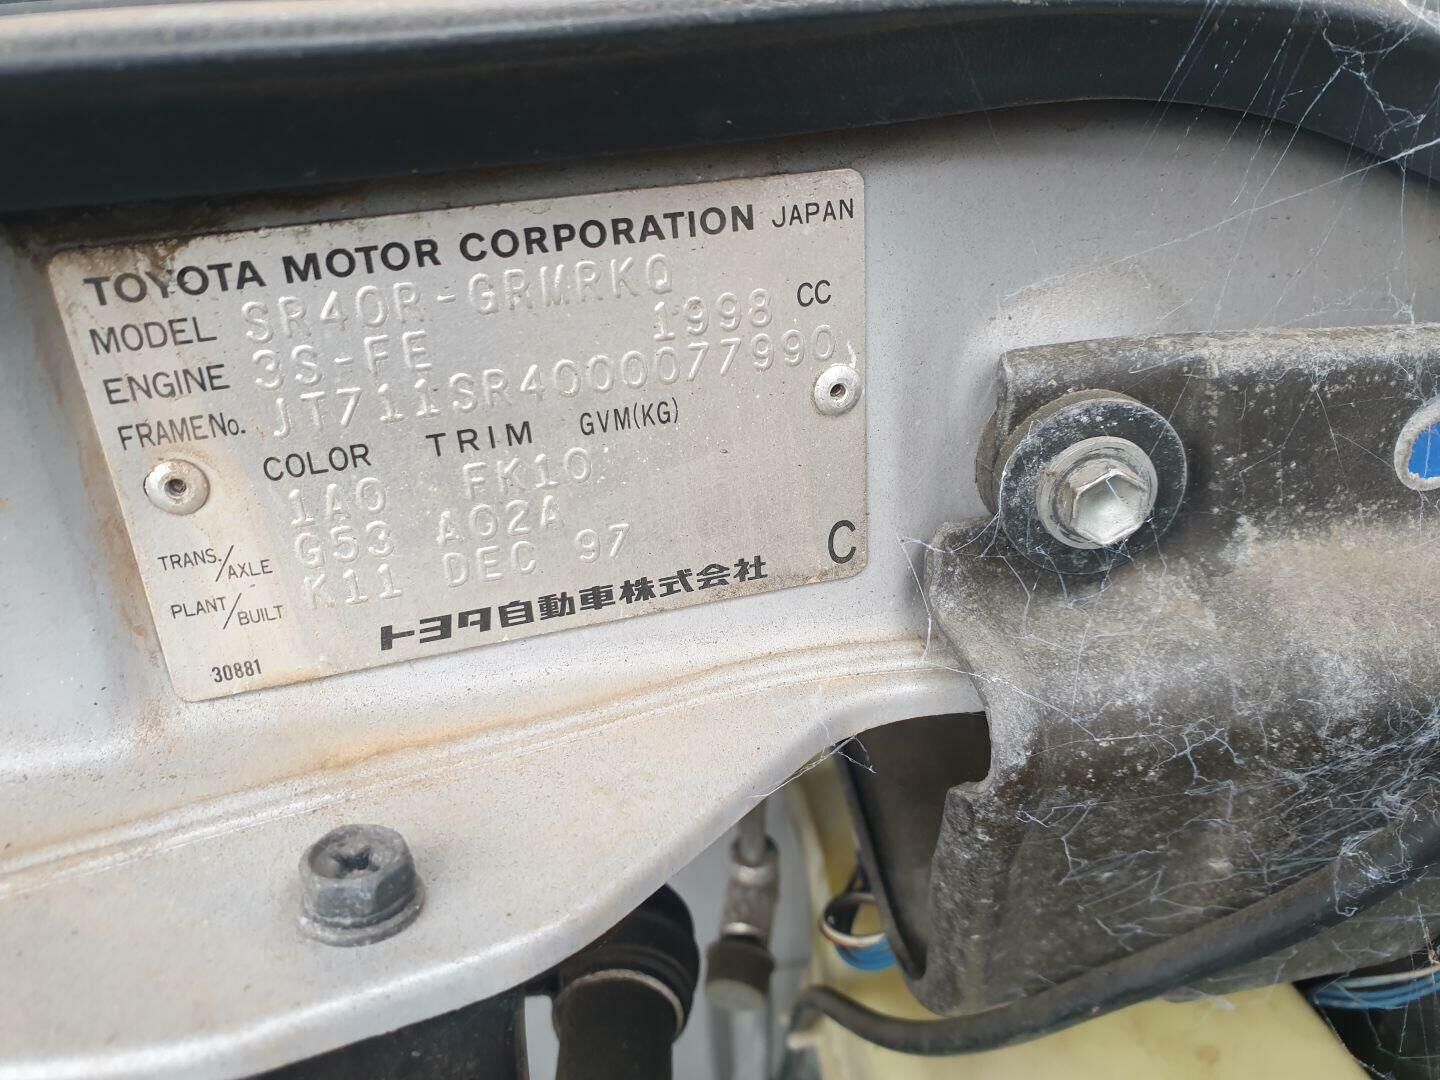 TOYOTA MOTOR CORPORATION JAPAN
MODEL SR40R-GRMRKQ
ENGINE 3S-FE 1998 CC
FRAME No. JT711SR4000077990
COLOR TRIM GVM(KG)
1A0 FK10
TRANS./AXLE G53 A02A
PLANT/BUILT K11 DEC 97
トヨタ自動車株式会社 C
30881